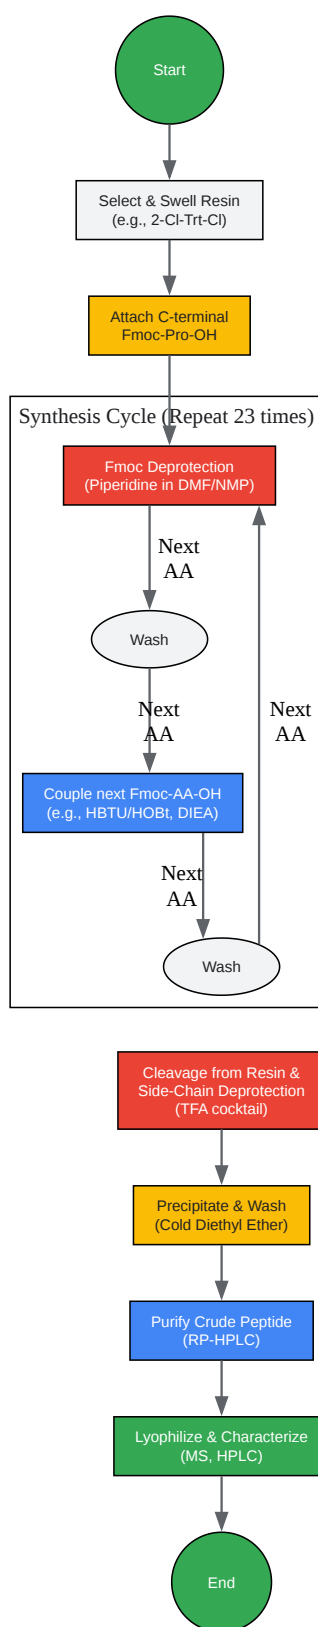 Start
Select & Swell Resin
(e.g., 2-Cl-Trt-Cl)
Attach C-terminal
Fmoc-Pro-OH
Synthesis Cycle (Repeat 23 times)
Fmoc Deprotection
(Piperidine in DMF/NMP)
Next
AA
Wash
Next
AA
Next
AA
Couple next Fmoc-AA-OH
(e.g., HBTU/HOBt, DIEA)
Next
AA
Wash
Cleavage from Resin &
Side-Chain Deprotection
(TFA cocktail)
Precipitate & Wash
(Cold Diethyl Ether)
Purify Crude Peptide
(RP-HPLC)
Lyophilize & Characterize
(MS, HPLC)
End